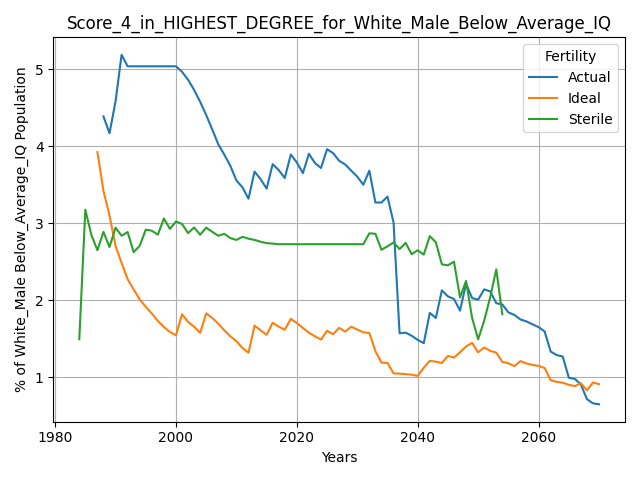 Score_4_in_HIGHEST_DEGREE_for_White_Male_Below_Average_IQ
Fertility
Actual
Ideal
Sterile
% of White_Male Below_Average_IQ Population
5
4
3
2
1
1980
2000
2020
2040
2060
Years